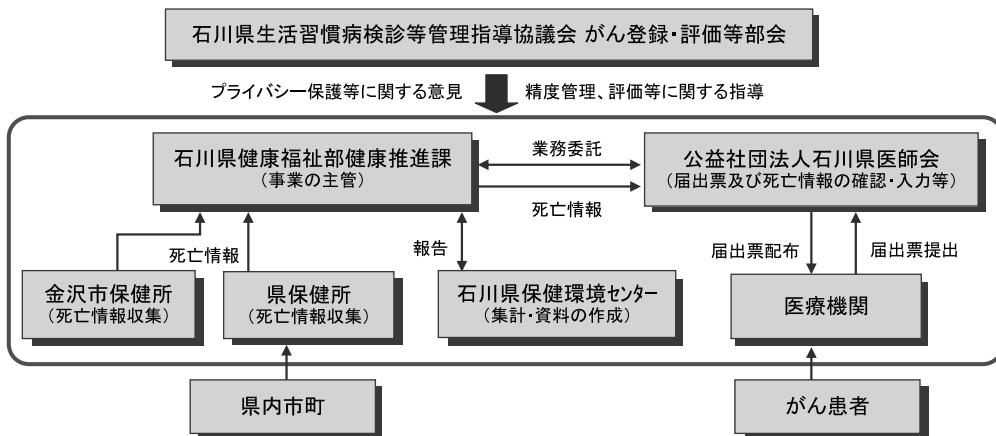 石川県生活習慣病検診等管理指導協議会 がん登録・評価等部会
プライバシー保護等に関する意見
精度管理、評価等に関する指導
石川県健康福祉部健康推進課
(事業の主管)
業務委託
死亡情報
公益社団法人石川県医師会
(届出票及び死亡情報の確認・入力等)
死亡情報
報告
届出票配布
届出票提出
金沢市保健所
(死亡情報収集)
県保健所
(死亡情報収集)
石川県保健環境センター
(集計・資料の作成)
医療機関
県内市町
がん患者